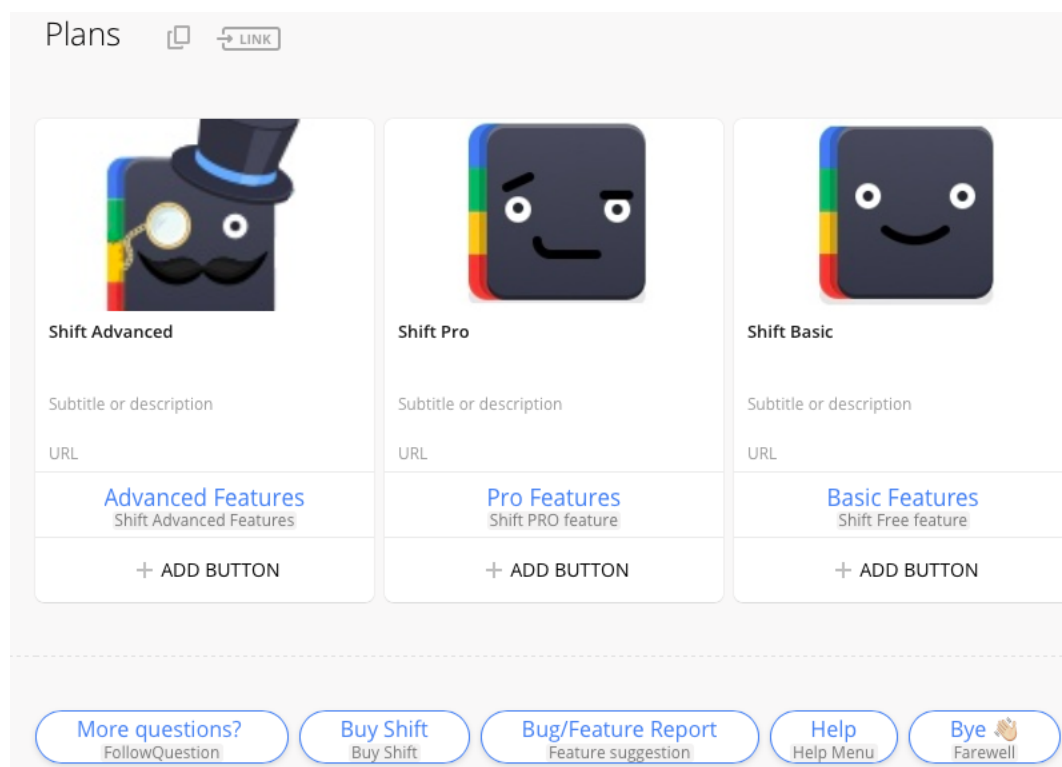 Plans
LINK
Shift Advanced
Subtitle or description
URL
Advanced Features
Shift Advanced Features
+ ADD BUTTON
Shift Pro
Subtitle or description
URL
Pro Features
Shift PRO feature
+ ADD BUTTON
Shift Basic
Subtitle or description
URL
Basic Features
Shift Free feature
+ ADD BUTTON
More questions?
FollowQuestion
Buy Shift
Buy Shift
Bug/Feature Report
Feature suggestion
Help
Help Menu
Bye 👋🏼
Farewell